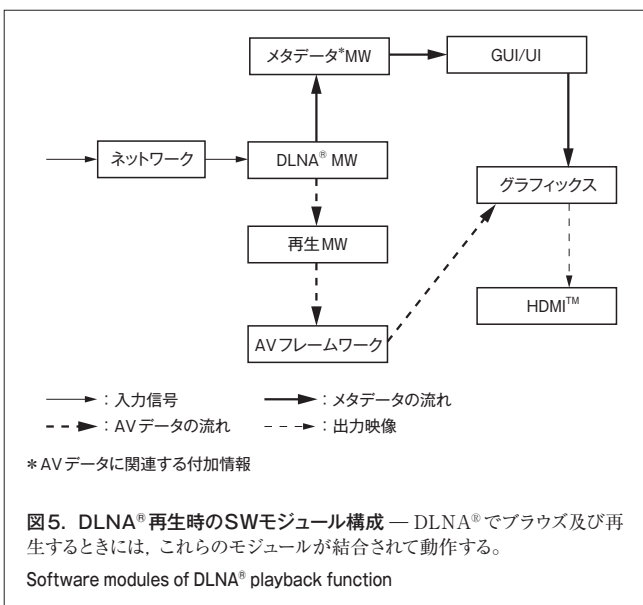 メタデータ*MW
GUI/UI
ネットワーク
DLNA® MW
グラフィックス
再生MW
HDMI™
AVフレームワーク
：入力信号
：メタデータの流れ
：AVデータの流れ
：出力映像
＊AVデータに関連する付加情報
図5．DLNA®再生時のSWモジュール構成 — DLNA®でブラウズ及び再
生するときには，これらのモジュールが結合されて動作する。
Software modules of DLNA® playback function